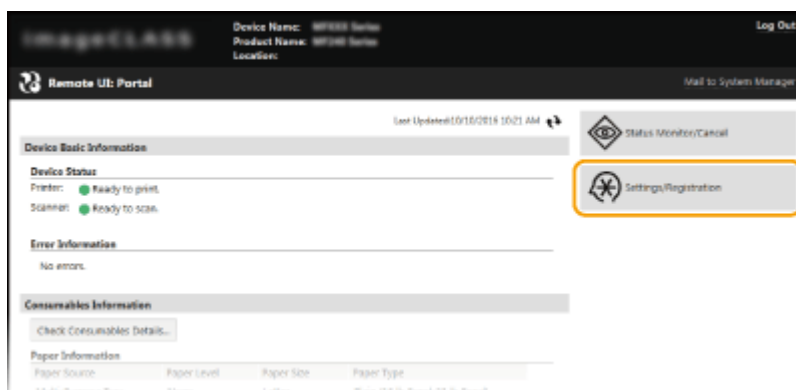 imageCLASS
Device Name:
Product Name:
Location:
Log Out
Remote UI: Portal
Mail to System Manager
Last Updated:10/10/2016 10:21 AM
Status Monitor/Cancel
Settings/Registration
Device Basic Information
Device Status
Printer: Ready to print.
Scanner: Ready to scan.
Error Information
No errors.
Consumables Information
Check Consumables Details...
Paper Information
Paper Source Paper Level Paper Size Paper Type